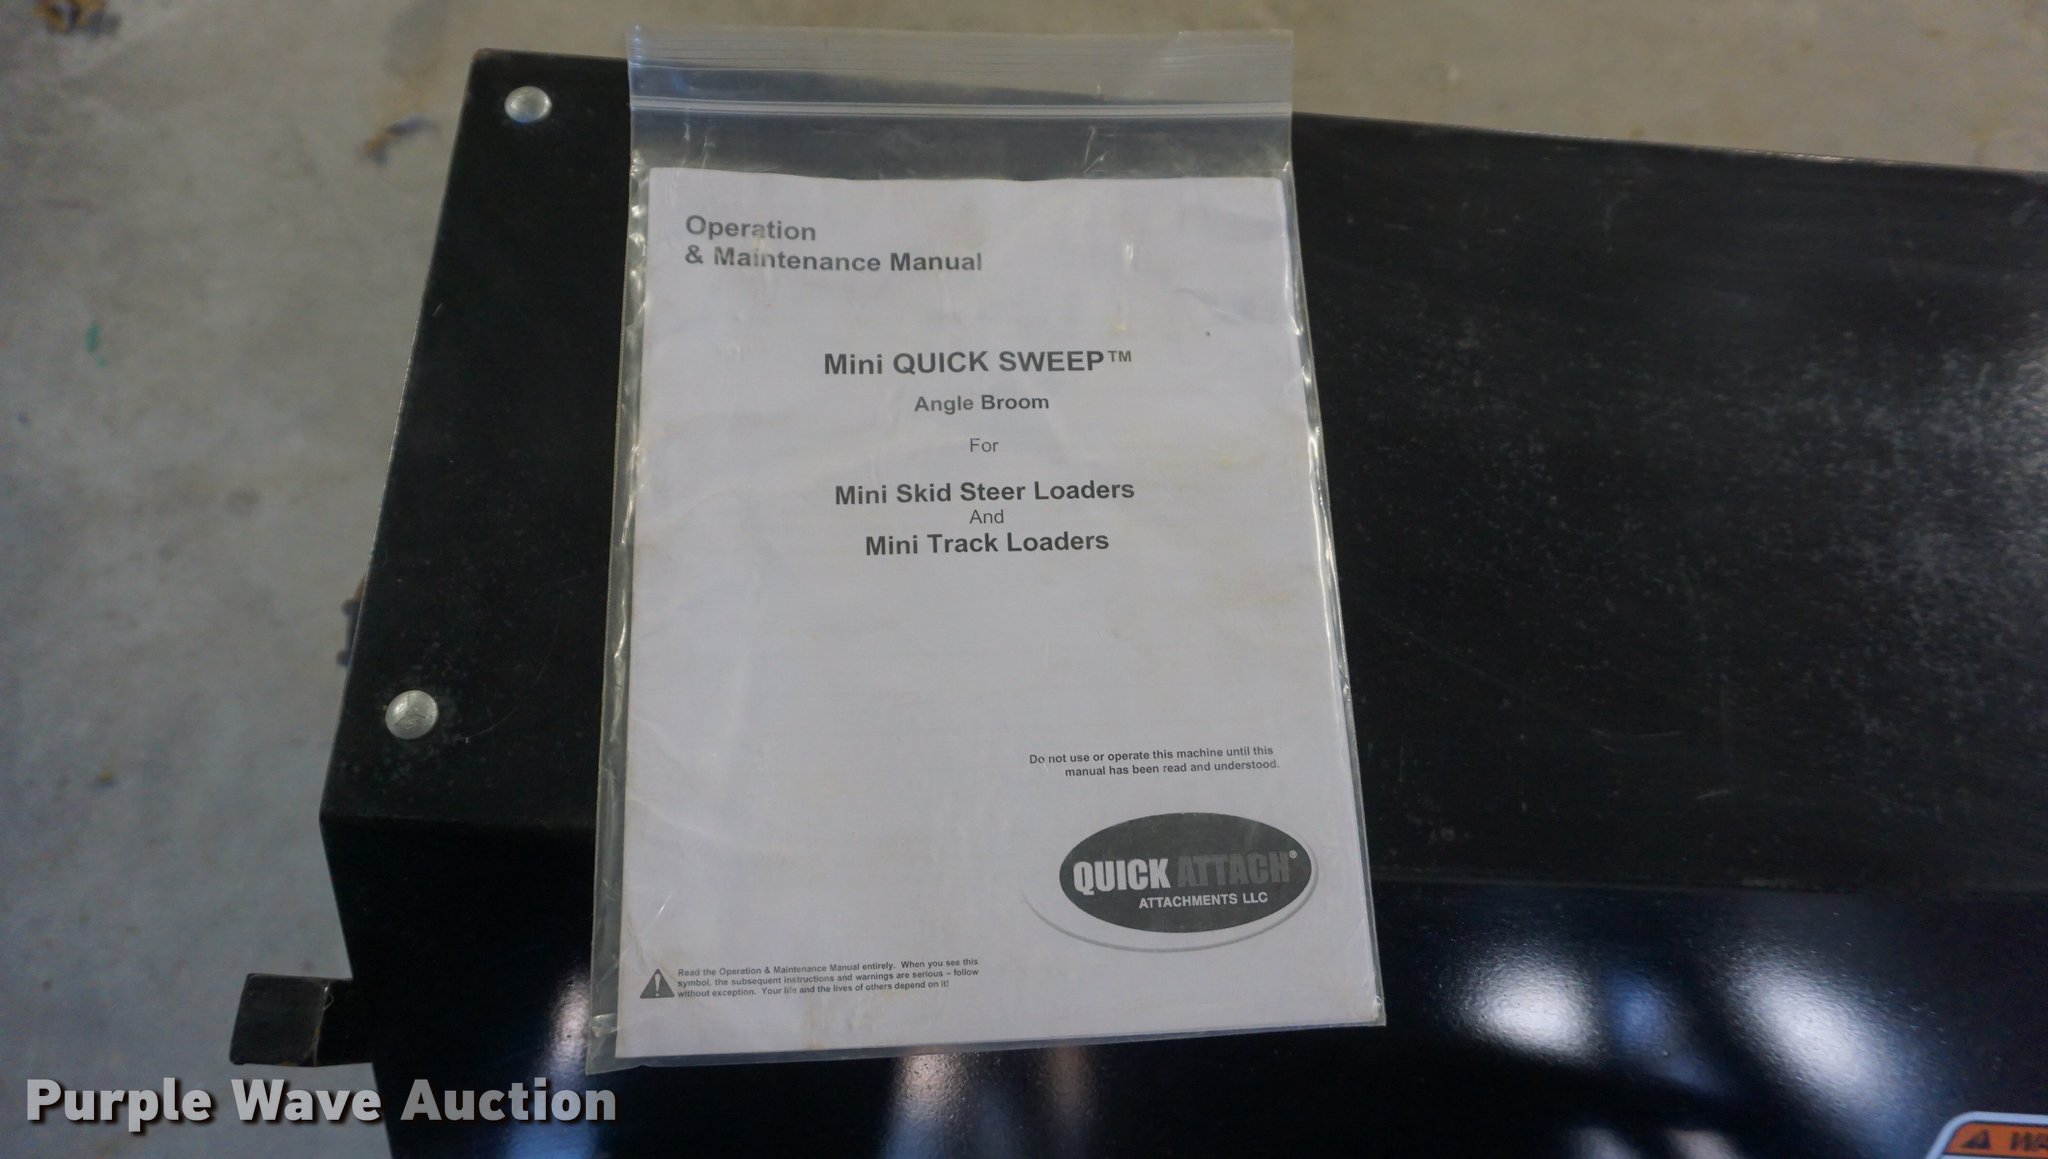 Operation
& Maintenance Manual
Mini QUICK SWEEP™
Angle Broom
For
Mini Skid Steer Loaders
And
Mini Track Loaders
Do not use or operate this machine until this
manual has been read and understood.
QUICK ATTACH®
ATTACHMENTS LLC
Read the Operation & Maintenance Manual entirely. When you see this
symbol, the subsequent instructions and warnings are serious – follow
without exception. Your life and the lives of others depend on it!
Purple Wave Auction